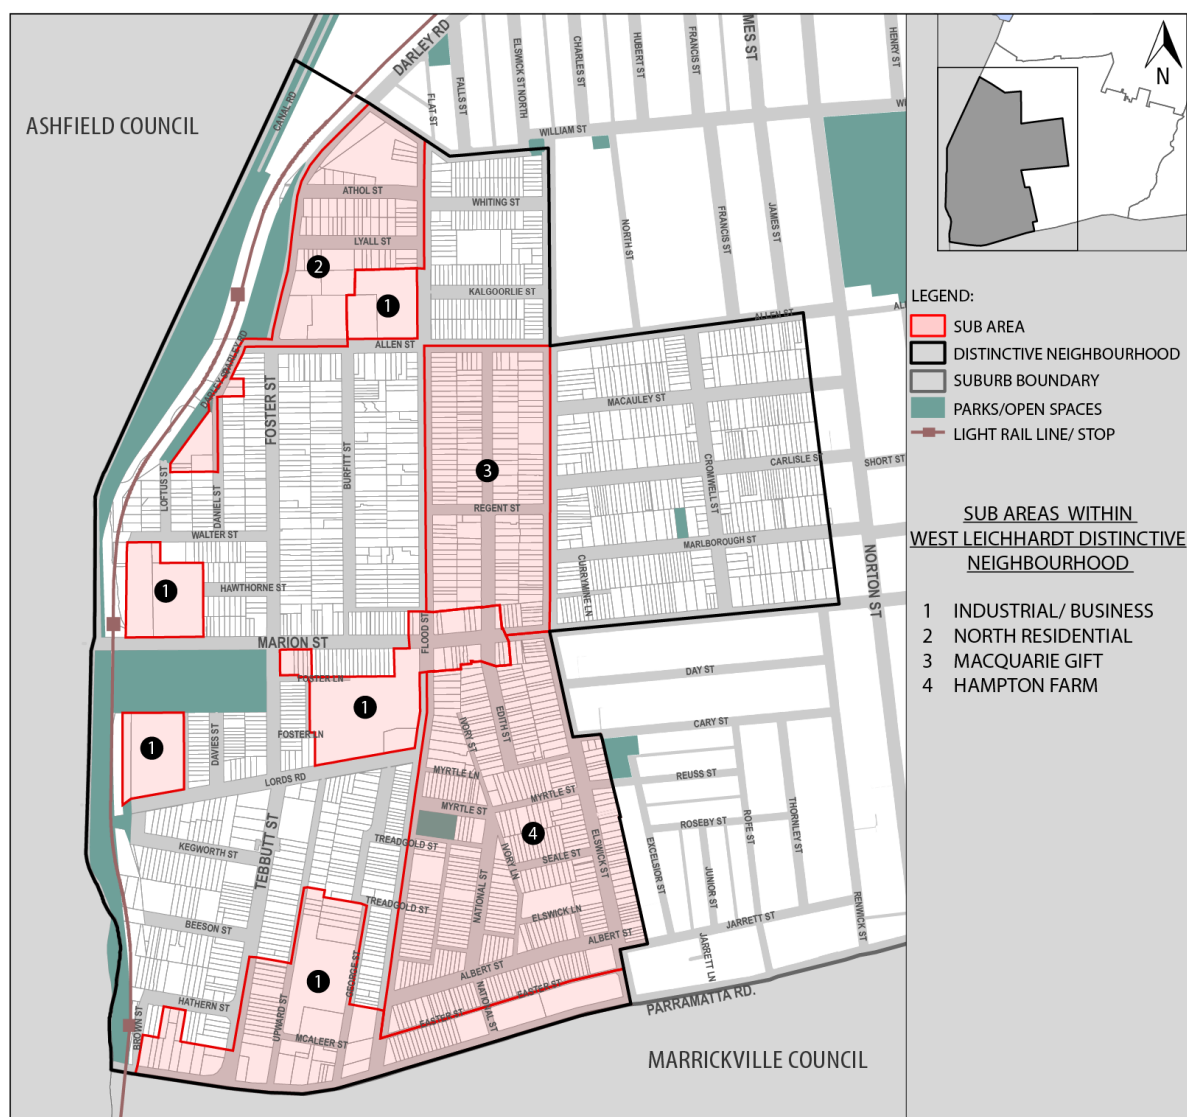 DARLEY RD
ELSWICK ST NORTH
CHARLES ST
HUBERT ST
FRANCIS ST
MES ST
HENRY ST
N
FLAT ST
FALLS ST
CANAL RD
ASHFIELD COUNCIL
WILLIAM ST
ATHOL ST
WHITING ST
NORTH ST
FRANCIS ST
JAMES ST
LYALL ST
2
1
KALGOORLIE ST
ALLEN ST
ALLEN ST
DARLEY RD
FOSTER ST
BURFITT ST
MACAULEY ST
3
CROMWELL ST
CARLISLE ST
SHORT ST
LOFTUS ST
DANIEL ST
REGENT ST
WALTER ST
MARLBOROUGH ST
NORTON ST
1
HAWTHORNE ST
CURRYMINE LN
MARION ST
FLOOD ST
FOSTER LN
DAY ST
1
IVORY ST
EDITH ST
CARY ST
1
DAVIES ST
FOSTER LN
LORDS RD
MYRTLE LN
MYRTLE ST
MYRTLE ST
REUSS ST
ROSEBY ST
ROFE ST
THORNLEY ST
4
ELSWICK ST
KEGWORTH ST
TEBBUTT ST
TREADGOLD ST
IVORY LN
SEALE ST
EXCELSIOR ST
JUNIOR ST
TREADGOLD ST
NATIONAL ST
ELSWICK LN
RENWICK ST
BEESON ST
ALBERT ST
JARRETT ST
JARRETT LN
1
GEORGE ST
ALBERT ST
NATIONAL ST
EASTER ST
EASTER ST
HATHERN ST
BROWN ST
UPWARD ST
MCALEER ST
PARRAMATTA RD.
MARRICKVILLE COUNCIL
LEGEND:
SUB AREA
DISTINCTIVE NEIGHBOURHOOD
SUBURB BOUNDARY
PARKS/OPEN SPACES
LIGHT RAIL LINE/ STOP
SUB AREAS WITHIN
WEST LEICHHARDT DISTINCTIVE
NEIGHBOURHOOD
1 INDUSTRIAL/ BUSINESS
2 NORTH RESIDENTIAL
3 MACQUARIE GIFT
4 HAMPTON FARM